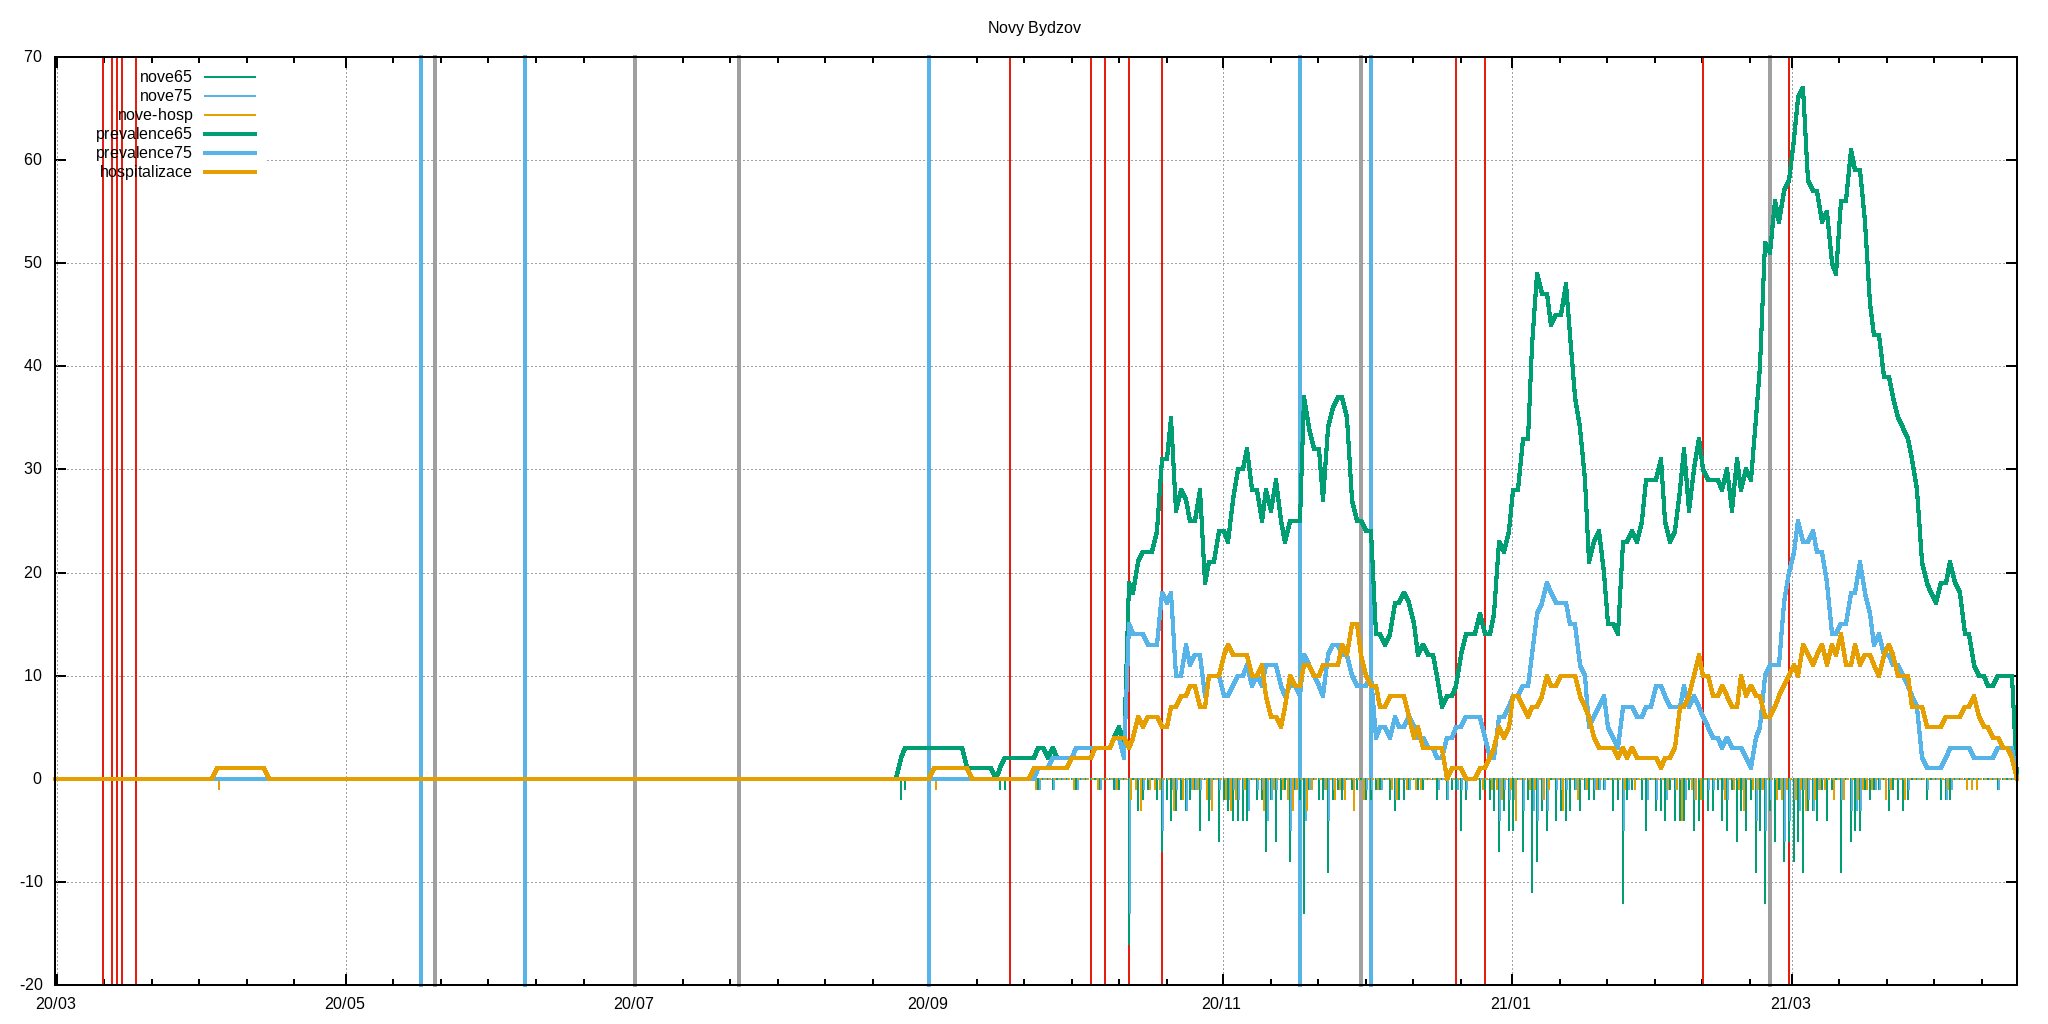 Novy Bydzov
70
nove65
nove75
nove-hosp
prevalence65
60
prevalence75
hospitalizace
50
40
30
20
10
0
-10
-20
20/03 20/05 20/07 20/09 20/11 21/01 21/03